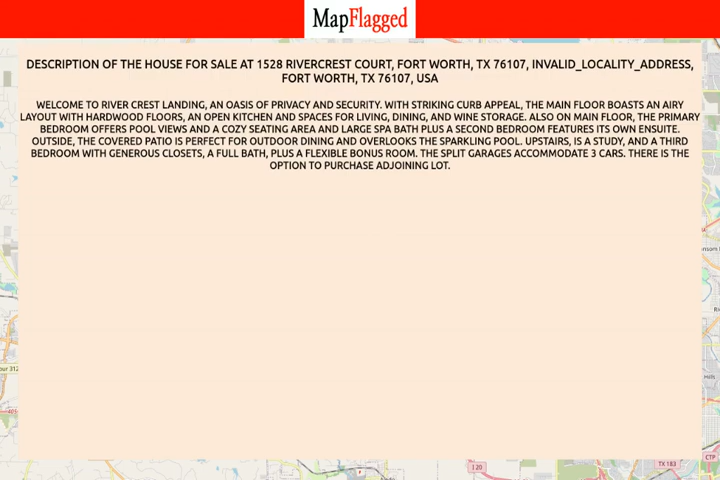 MapFlagged
DESCRIPTION OF THE HOUSE FOR SALE AT 1528 RIVERCREST COURT, FORT WORTH, TX 76107, INVALID_LOCALITY_ADDRESS,
FORT WORTH, TX 76107, USA
WELCOME TO RIVER CREST LANDING, AN OASIS OF PRIVACY AND SECURITY. WITH STRIKING CURB APPEAL, THE MAIN FLOOR BOASTS AN AIRY
LAYOUT WITH HARDWOOD FLOORS, AN OPEN KITCHEN AND SPACES FOR LIVING, DINING, AND WINE STORAGE. ALSO ON MAIN FLOOR, THE PRIMARY
BEDROOM OFFERS POOL VIEWS AND A COZY SEATING AREA AND LARGE SPA BATH PLUS A SECOND BEDROOM FEATURES ITS OWN ENSUITE.
OUTSIDE, THE COVERED PATIO IS PERFECT FOR OUTDOOR DINING AND OVERLOOKS THE SPARKLING POOL. UPSTAIRS, IS A STUDY, AND A THIRD
BEDROOM WITH GENEROUS CLOSETS, A FULL BATH, PLUS A FLEXIBLE BONUS ROOM. THE SPLIT GARAGES ACCOMMODATE 3 CARS. THERE IS THE
OPTION TO PURCHASE ADJOINING LOT.
Hills
CTP
I 20
TX 183